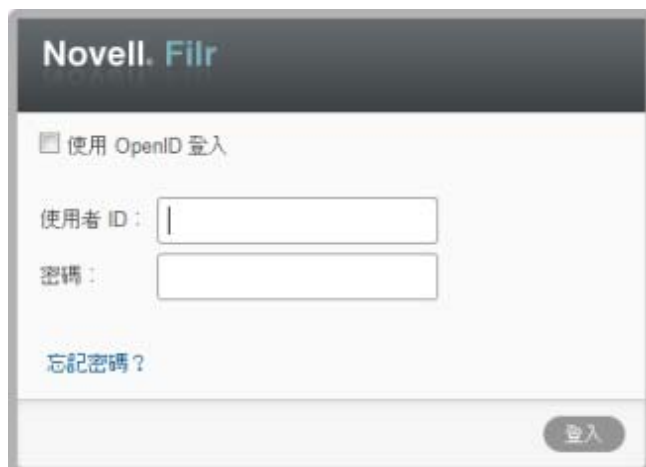 Novell. Filr
使用 OpenID 登入
使用者 ID：
密碼：
忘記密碼？
登入